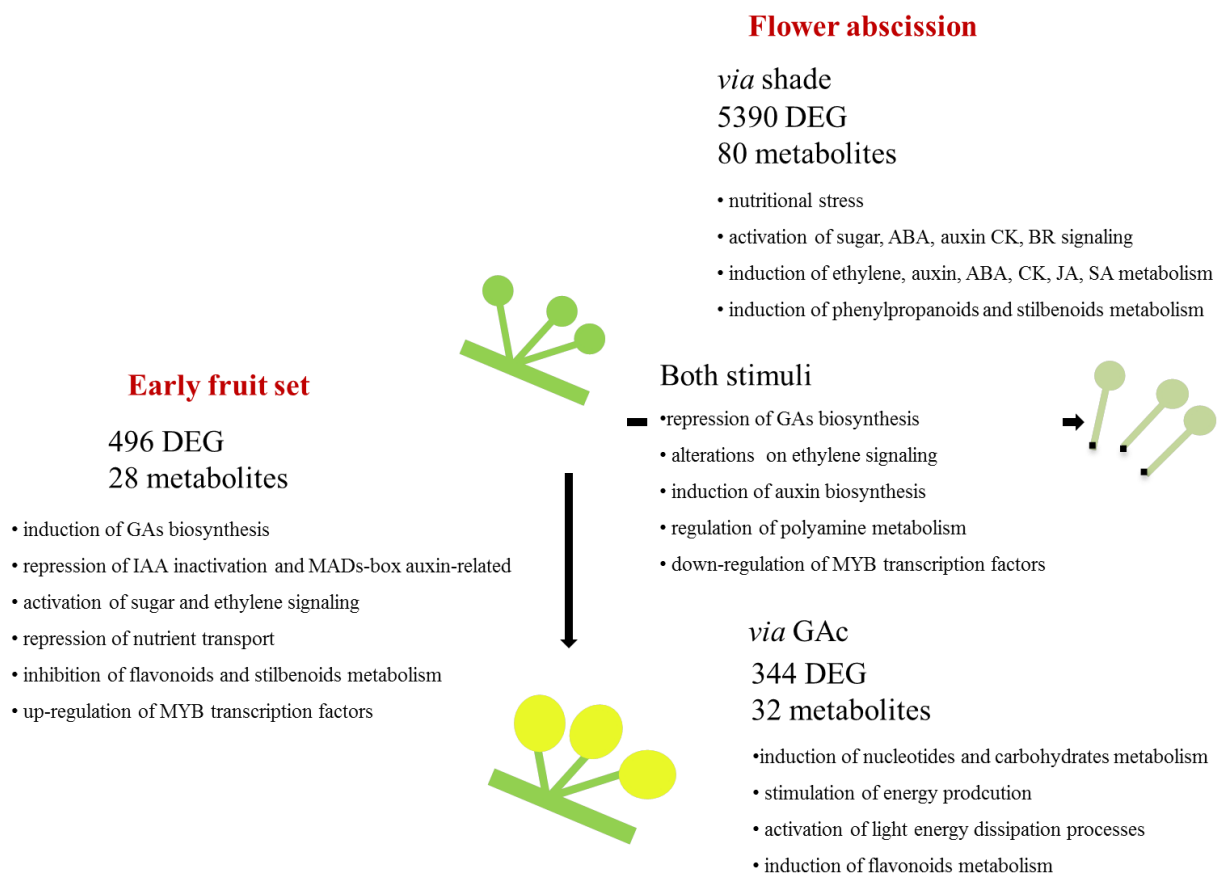 Flower abscission
via shade
5390 DEG
80 metabolites
• nutritional stress
• activation of sugar, ABA, auxin CK, BR signaling
• induction of ethylene, auxin, ABA, CK, JA, SA metabolism
• induction of phenylpropanoids and stilbenoids metabolism
Both stimuli
•repression of GAs biosynthesis
• alterations on ethylene signaling
• induction of auxin biosynthesis
• regulation of polyamine metabolism
• down-regulation of MYB transcription factors
Early fruit set
496 DEG
28 metabolites
• induction of GAs biosynthesis
• repression of IAA inactivation and MADs-box auxin-related
• activation of sugar and ethylene signaling
• repression of nutrient transport
• inhibition of flavonoids and stilbenoids metabolism
• up-regulation of MYB transcription factors
via GAc
344 DEG
32 metabolites
•induction of nucleotides and carbohydrates metabolism
• stimulation of energy prodcution
• activation of light energy dissipation processes
• induction of flavonoids metabolism